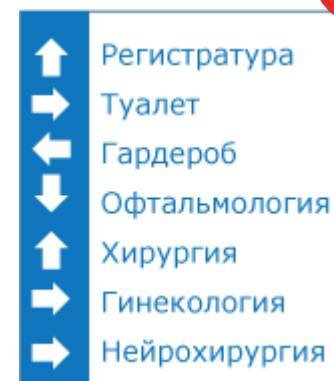 Регистратура
Туалет
Гардероб
Офтальмология
Хирургия
Гинекология
Нейрохирургия